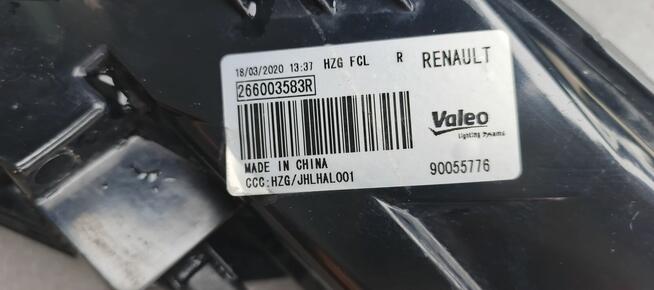 18/03/2020 13:37 HZG FCL R RENAULT
266003583R
Valeo
Lighting Systems
MADE IN CHINA
CCC:HZG/JHLHAL001
90055776